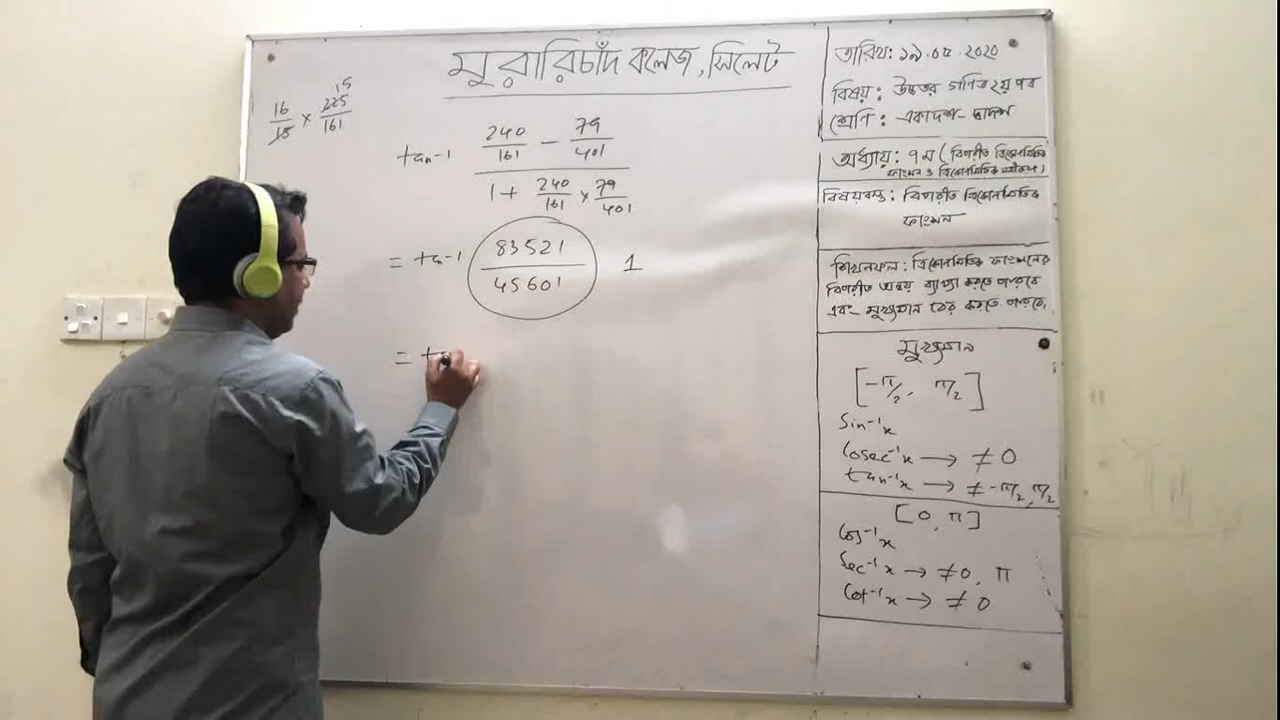 মুরারিচাঁদ কলেজ, সিলেট
16/15 × 225/161 15
tan-1 240/161 - 79/401
1 + 240/161 × 79/401
= tan-1 83521/45601 1
= ta
তারিখ: ১৯.০৫.২০২০
বিষয়: উচ্চতর গণিত ২য় পত্র
শ্রেণি: একাদশ-দ্বাদশ
অধ্যায়: ৭ম (বিপরীত ত্রিকোণমিতিক
ফাংশন ও ত্রিকোণমিতিক সমীকরণ)
বিষয়বস্তু: বিপরীত ত্রিকোণমিতিক
ফাংশন
শিখনফল: ত্রিকোণমিতিক ফাংশনের
বিপরীত অন্বয় ব্যাখ্যা করতে পারবে
এবং মুখ্যমান বের করতে পারবে,
মুখ্যমান
[-π/2, π/2]
Sin-1x
Cosec-1x → ≠ 0
tan-1x → ≠ -π/2, π/2
[0, π]
Cos-1x
Sec-1x → ≠ 0, π
Cot-1x → ≠ 0